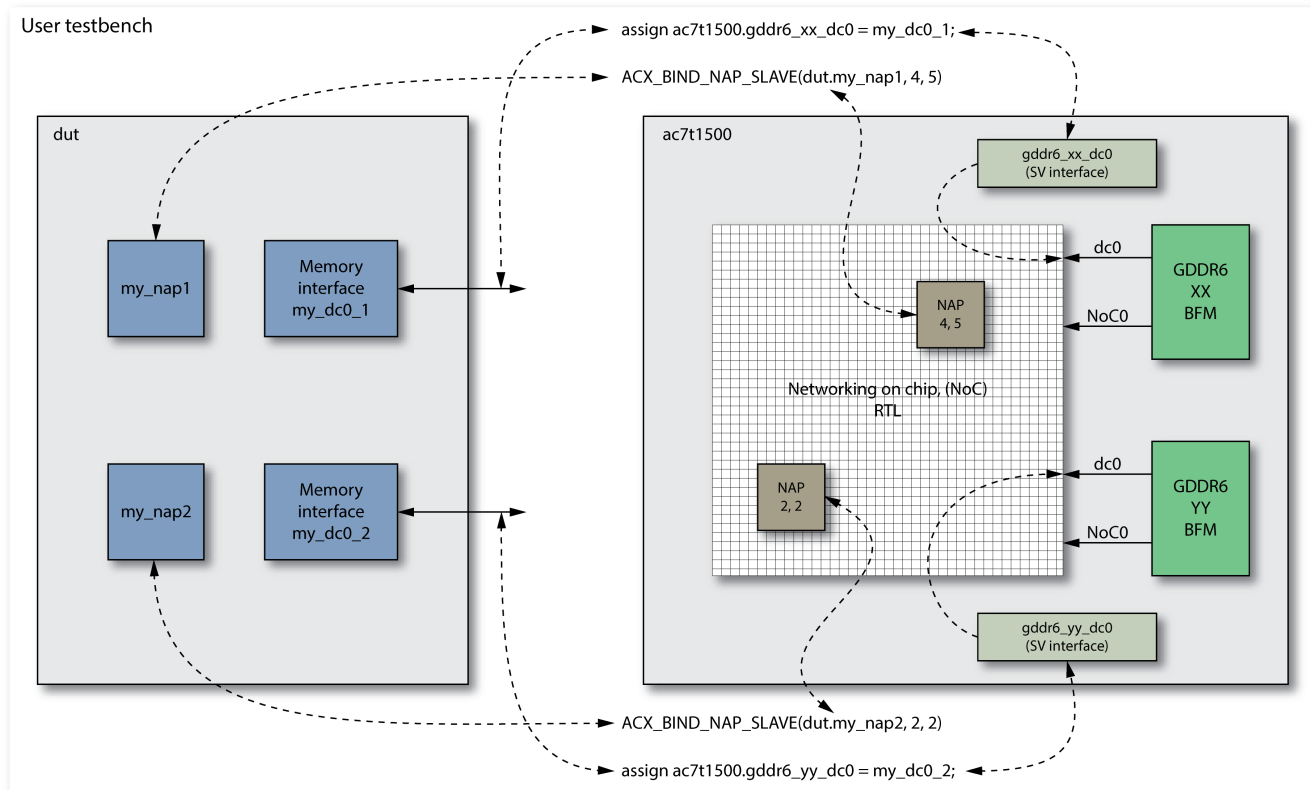 User testbench
assign ac7t1500.gddr6_xx_dc0 = my_dc0_1;
ACX_BIND_NAP_SLAVE(dut.my_nap1, 4, 5)
dut
my_nap1
Memory
interface
my_dc0_1
my_nap2
Memory
interface
my_dc0_2
ac7t1500
gddr6_xx_dc0
(SV interface)
dc0
NoC0
GDDR6
XX
BFM
NAP
4, 5
Networking on chip, (NoC)
RTL
NAP
2, 2
dc0
NoC0
GDDR6
YY
BFM
gddr6_yy_dc0
(SV interface)
ACX_BIND_NAP_SLAVE(dut.my_nap2, 2, 2)
assign ac7t1500.gddr6_yy_dc0 = my_dc0_2;